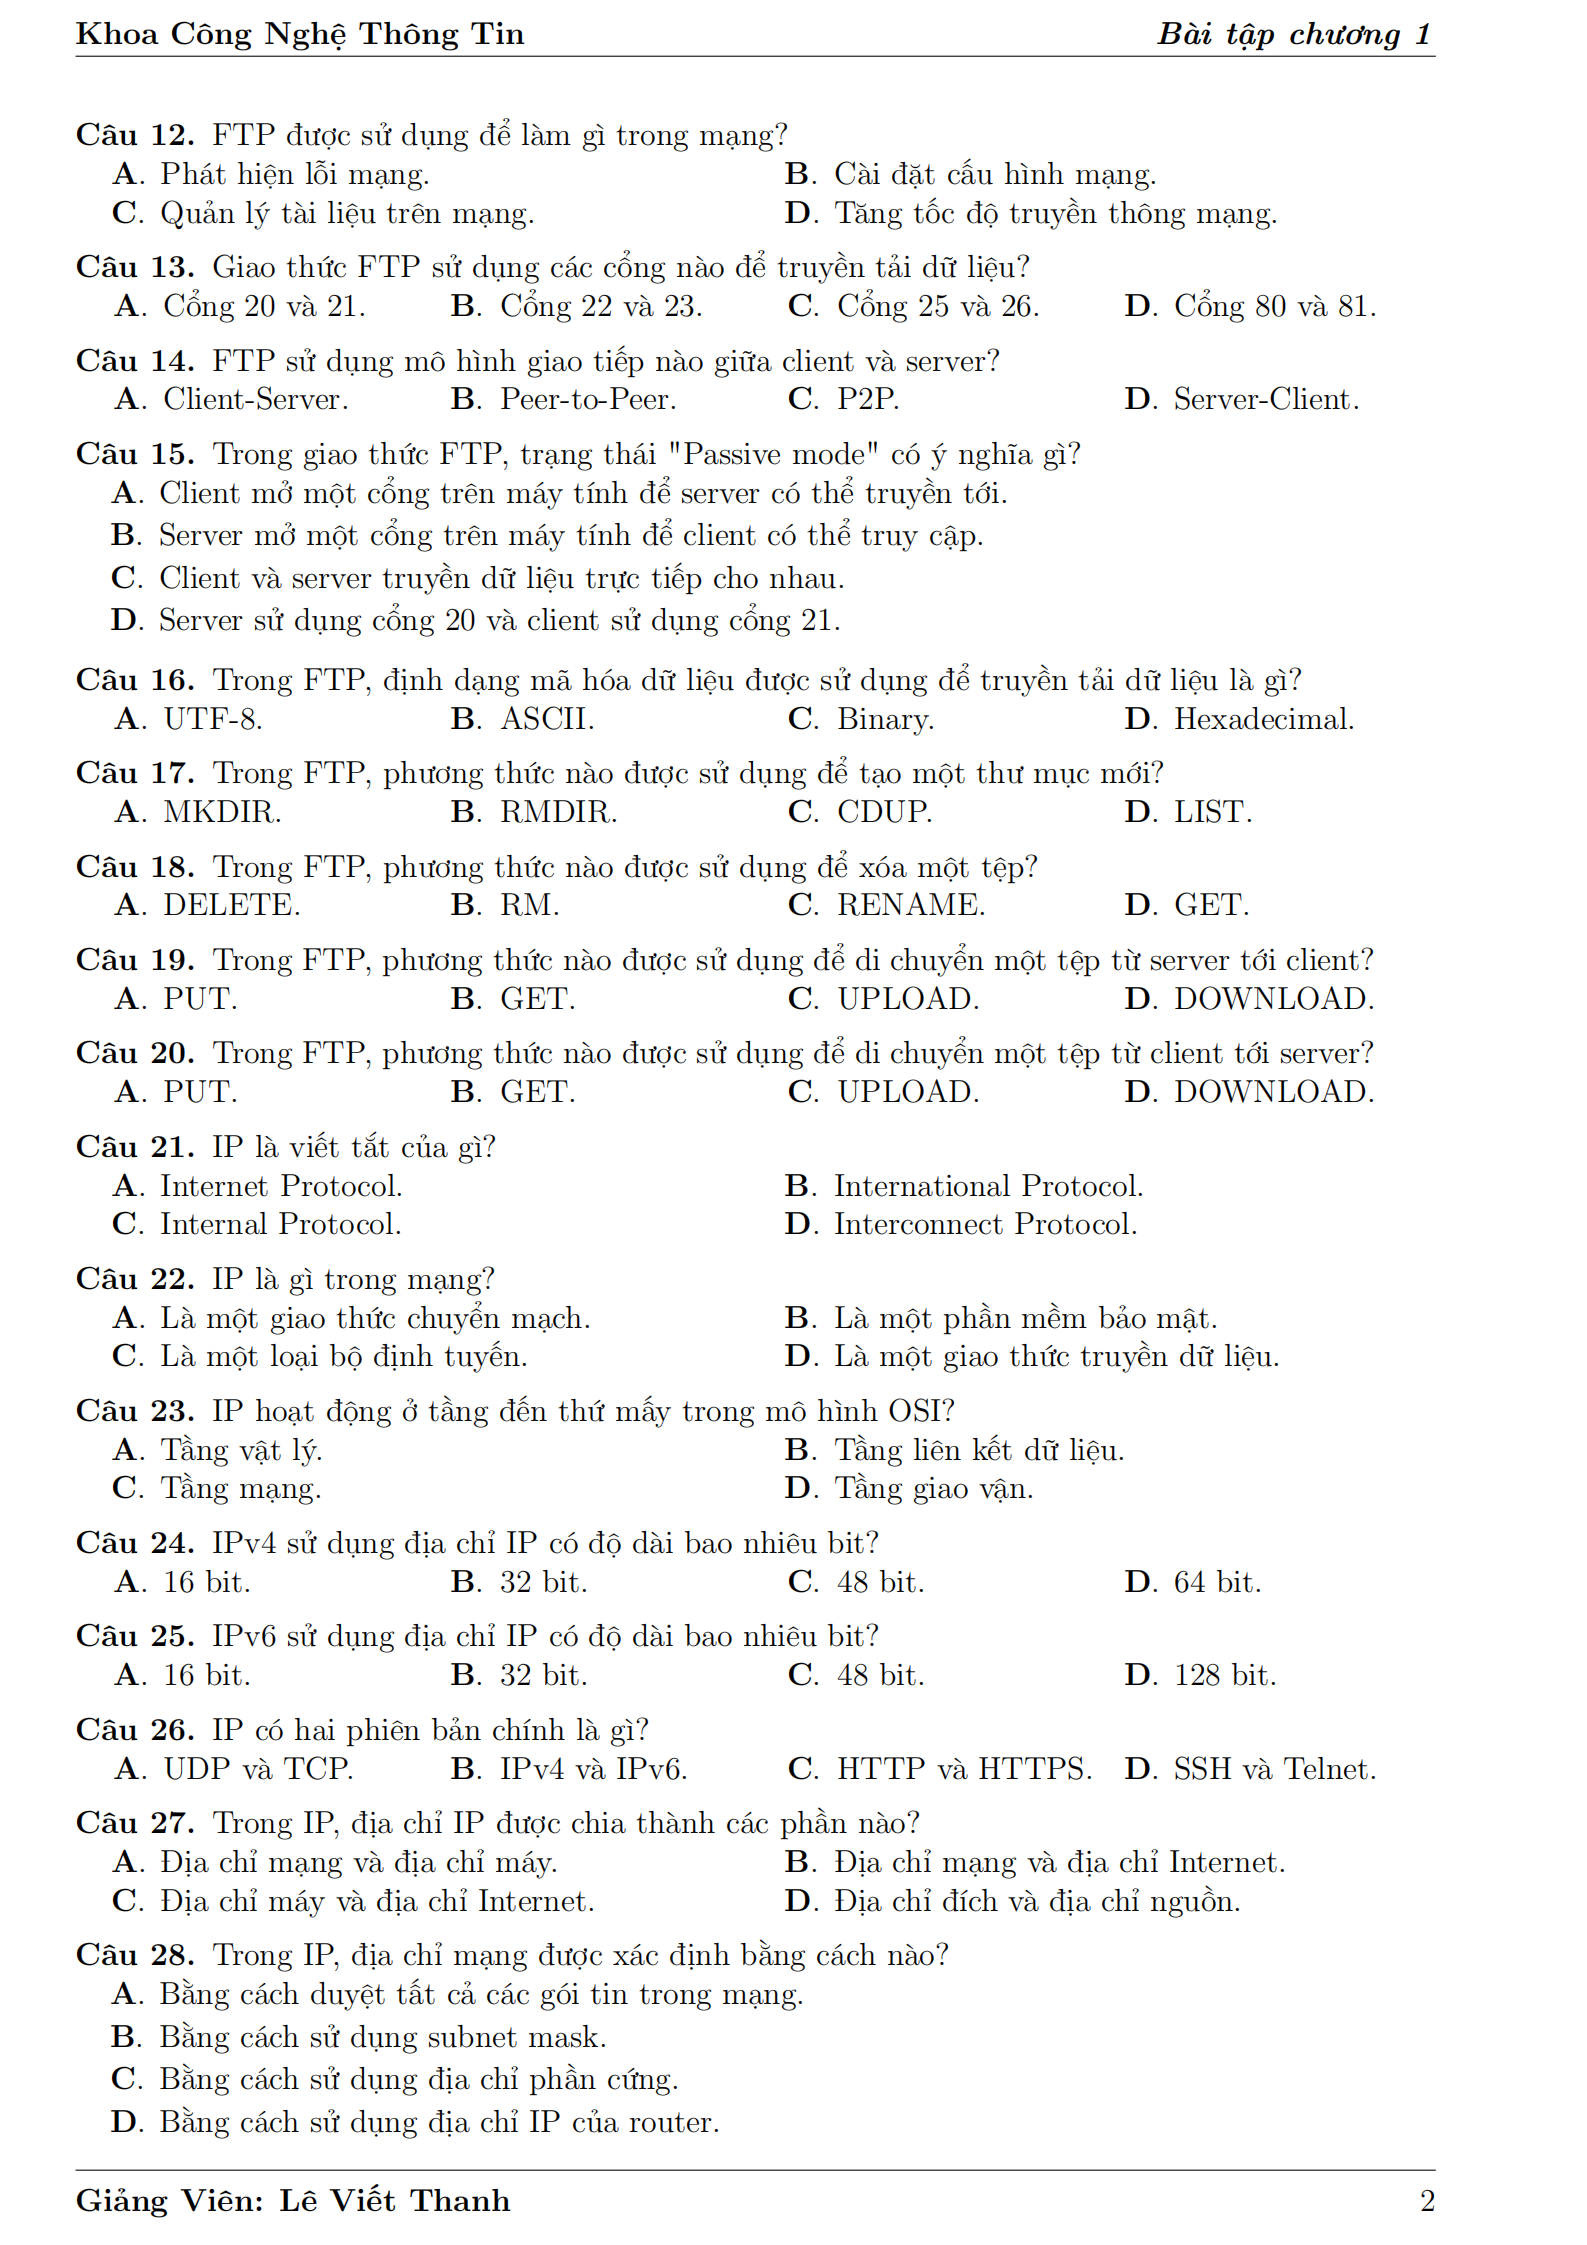 Khoa Công Nghệ Thông Tin Bài tập chương 1
Câu 12. FTP được sử dụng để làm gì trong mạng?
A. Phát hiện lỗi mạng. B. Cài đặt cấu hình mạng.
C. Quản lý tài liệu trên mạng. D. Tăng tốc độ truyền thông mạng.
Câu 13. Giao thức FTP sử dụng các cổng nào để truyền tải dữ liệu?
A. Cổng 20 và 21. B. Cổng 22 và 23. C. Cổng 25 và 26. D. Cổng 80 và 81.
Câu 14. FTP sử dụng mô hình giao tiếp nào giữa client và server?
A. Client-Server. B. Peer-to-Peer. C. P2P. D. Server-Client.
Câu 15. Trong giao thức FTP, trạng thái "Passive mode" có ý nghĩa gì?
A. Client mở một cổng trên máy tính để server có thể truyền tới.
B. Server mở một cổng trên máy tính để client có thể truy cập.
C. Client và server truyền dữ liệu trực tiếp cho nhau.
D. Server sử dụng cổng 20 và client sử dụng cổng 21.
Câu 16. Trong FTP, định dạng mã hóa dữ liệu được sử dụng để truyền tải dữ liệu là gì?
A. UTF-8. B. ASCII. C. Binary. D. Hexadecimal.
Câu 17. Trong FTP, phương thức nào được sử dụng để tạo một thư mục mới?
A. MKDIR. B. RMDIR. C. CDUP. D. LIST.
Câu 18. Trong FTP, phương thức nào được sử dụng để xóa một tệp?
A. DELETE. B. RM. C. RENAME. D. GET.
Câu 19. Trong FTP, phương thức nào được sử dụng để di chuyển một tệp từ server tới client?
A. PUT. B. GET. C. UPLOAD. D. DOWNLOAD.
Câu 20. Trong FTP, phương thức nào được sử dụng để di chuyển một tệp từ client tới server?
A. PUT. B. GET. C. UPLOAD. D. DOWNLOAD.
Câu 21. IP là viết tắt của gì?
A. Internet Protocol. B. International Protocol.
C. Internal Protocol. D. Interconnect Protocol.
Câu 22. IP là gì trong mạng?
A. Là một giao thức chuyển mạch. B. Là một phần mềm bảo mật.
C. Là một loại bộ định tuyến. D. Là một giao thức truyền dữ liệu.
Câu 23. IP hoạt động ở tầng đến thứ mấy trong mô hình OSI?
A. Tầng vật lý. B. Tầng liên kết dữ liệu.
C. Tầng mạng. D. Tầng giao vận.
Câu 24. IPv4 sử dụng địa chỉ IP có độ dài bao nhiêu bit?
A. 16 bit. B. 32 bit. C. 48 bit. D. 64 bit.
Câu 25. IPv6 sử dụng địa chỉ IP có độ dài bao nhiêu bit?
A. 16 bit. B. 32 bit. C. 48 bit. D. 128 bit.
Câu 26. IP có hai phiên bản chính là gì?
A. UDP và TCP. B. IPv4 và IPv6. C. HTTP và HTTPS. D. SSH và Telnet.
Câu 27. Trong IP, địa chỉ IP được chia thành các phần nào?
A. Địa chỉ mạng và địa chỉ máy. B. Địa chỉ mạng và địa chỉ Internet.
C. Địa chỉ máy và địa chỉ Internet. D. Địa chỉ đích và địa chỉ nguồn.
Câu 28. Trong IP, địa chỉ mạng được xác định bằng cách nào?
A. Bằng cách duyệt tất cả các gói tin trong mạng.
B. Bằng cách sử dụng subnet mask.
C. Bằng cách sử dụng địa chỉ phần cứng.
D. Bằng cách sử dụng địa chỉ IP của router.
Giảng Viên: Lê Viết Thanh 2